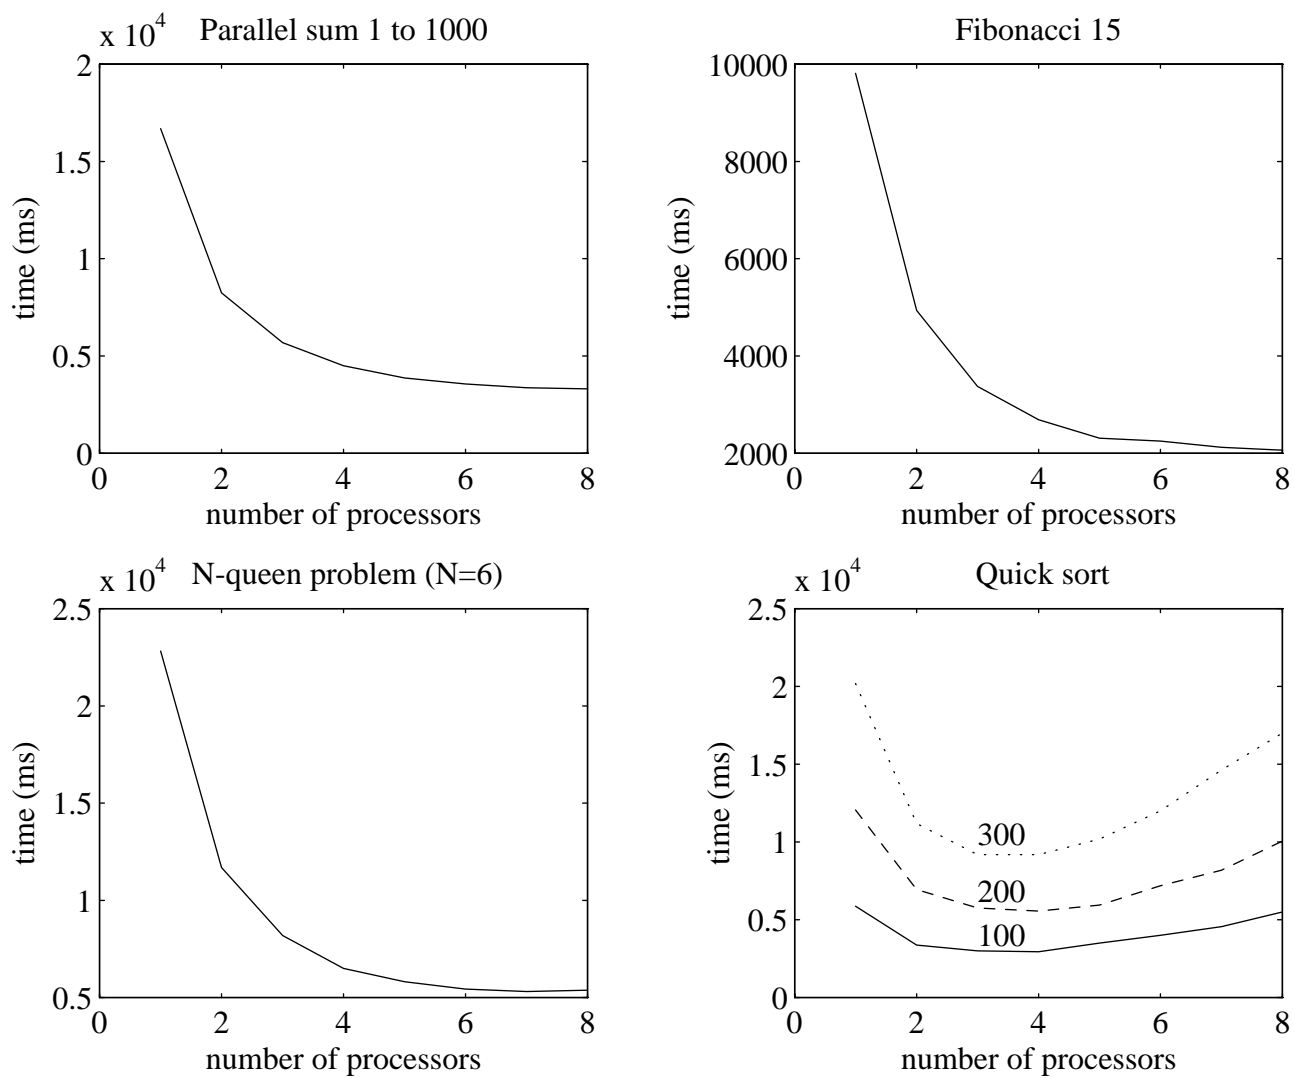 x 10^4 Parallel sum 1 to 1000
2
1.5
1
0.5
0
time (ms)
0 2 4 6 8
number of processors
Fibonacci 15
10000
8000
6000
4000
2000
time (ms)
0 2 4 6 8
number of processors
x 10^4 N-queen problem (N=6)
2.5
2
1.5
1
0.5
time (ms)
0 2 4 6 8
number of processors
x 10^4 Quick sort
2.5
2
1.5
1
0.5
0
time (ms)
300
200
100
0 2 4 6 8
number of processors